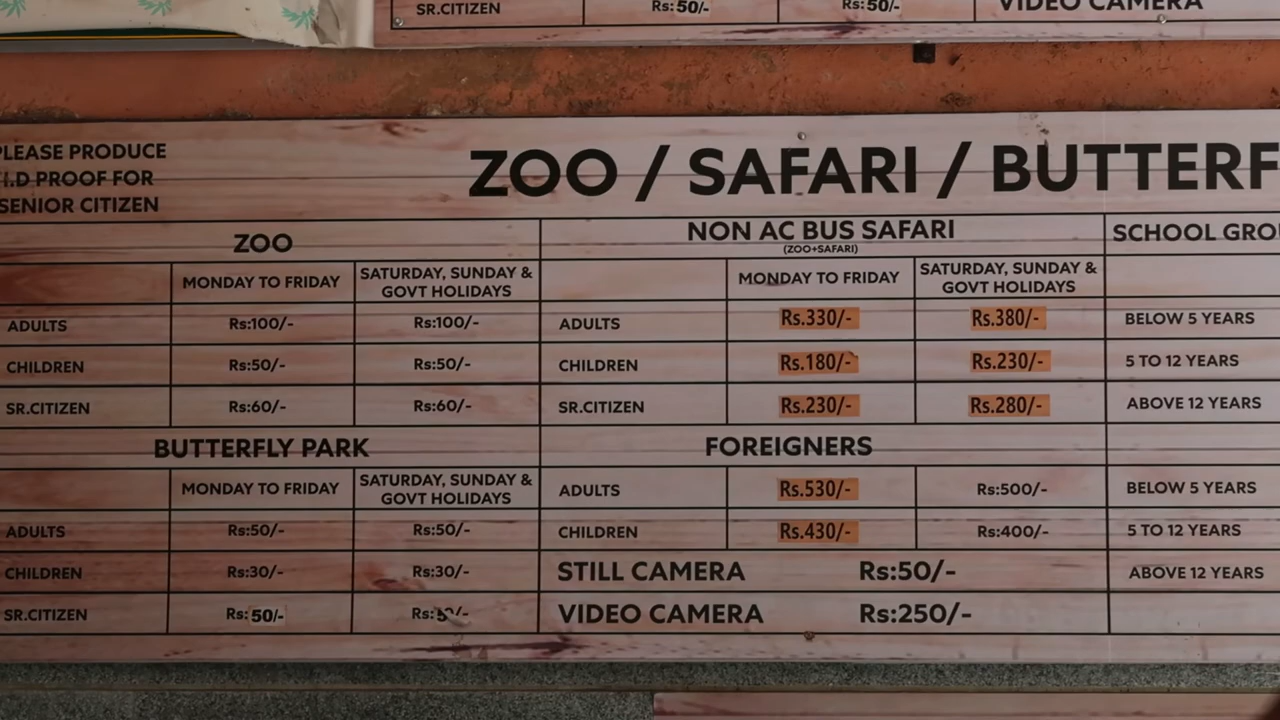 SR.CITIZEN Rs:50/- Rs:50/- VIDEO CAMERA
PLEASE PRODUCE
I.D PROOF FOR
SENIOR CITIZEN
ZOO / SAFARI / BUTTERF
ZOO NON AC BUS SAFARI SCHOOL GRO
(ZOO+SAFARI)
MONDAY TO FRIDAY SATURDAY, SUNDAY & GOVT HOLIDAYS MONDAY TO FRIDAY SATURDAY, SUNDAY & GOVT HOLIDAYS
ADULTS Rs:100/- Rs:100/- ADULTS Rs.330/- Rs.380/- BELOW 5 YEARS
CHILDREN Rs:50/- Rs:50/- CHILDREN Rs.180/- Rs.230/- 5 TO 12 YEARS
SR.CITIZEN Rs:60/- Rs:60/- SR.CITIZEN Rs.230/- Rs.280/- ABOVE 12 YEARS
BUTTERFLY PARK FOREIGNERS
MONDAY TO FRIDAY SATURDAY, SUNDAY & GOVT HOLIDAYS ADULTS Rs.530/- Rs:500/- BELOW 5 YEARS
ADULTS Rs:50/- Rs:50/- CHILDREN Rs.430/- Rs:400/- 5 TO 12 YEARS
CHILDREN Rs:30/- Rs:30/- STILL CAMERA Rs:50/- ABOVE 12 YEARS
SR.CITIZEN Rs:50/- VIDEO CAMERA Rs:250/-